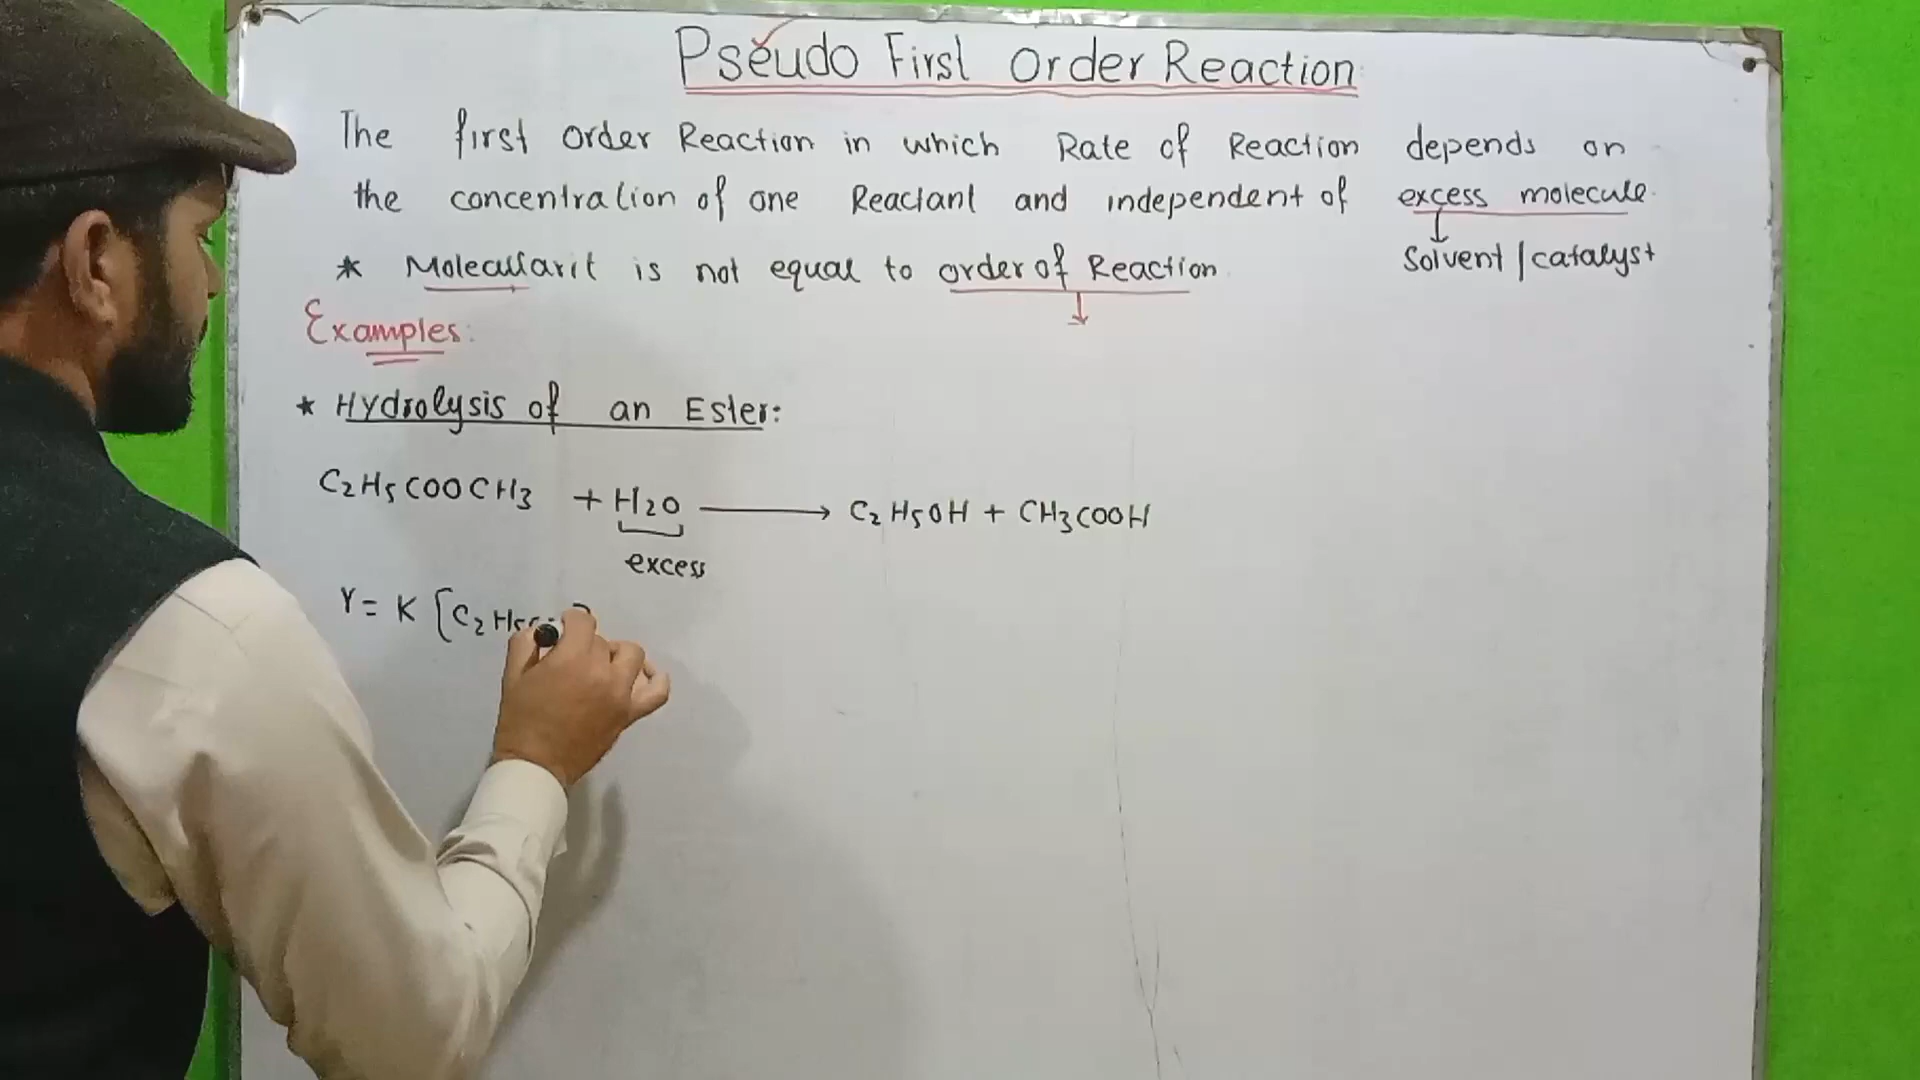 Pseudo First Order Reaction
The first order Reaction in which Rate of Reaction depends on
the concentration of one Reactant and independent of excess molecule.
* Molecularit is not equal to order of Reaction
Solvent / catalyst
Examples:
* Hydrolysis of an Ester:
C2H5COOCH3 + H2O ⟶ C2H5OH + CH3COOH
excess
r = K [C2H5